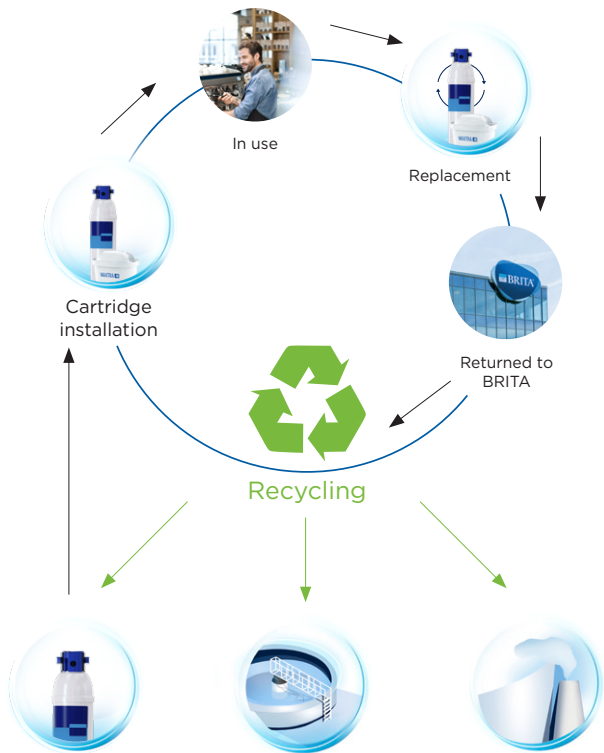 In use
Replacement
Cartridge
installation
BRITA
Returned to
BRITA
Recycling